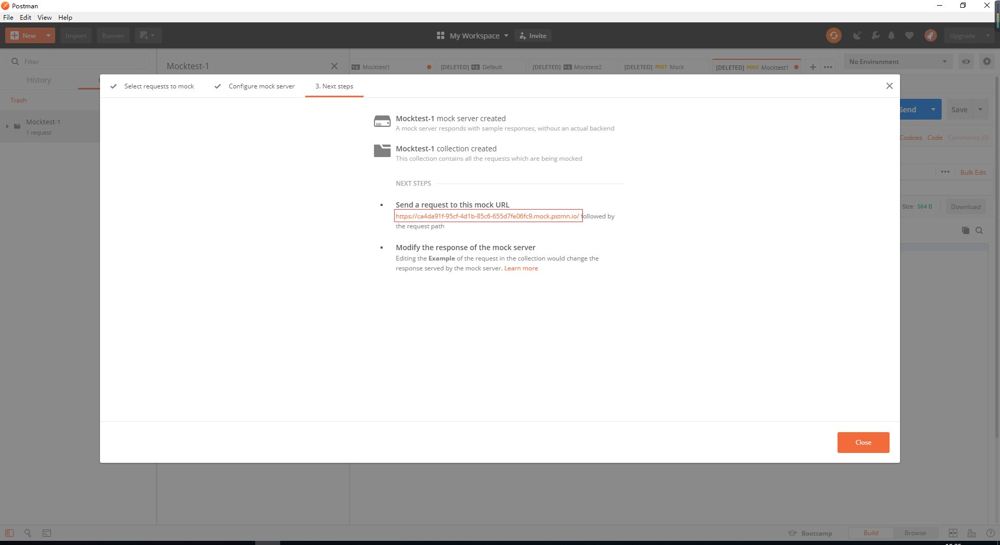 Postman
File Edit View Help
New Import Runner My Workspace Invite Upgrade
Filter
Mocktest-1
Mocktest1
[DELETED] Default
[DELETED] Mocktest2
[DELETED] POST Mock
[DELETED] POST Mocktest1
No Environment
History
Trash
Mocktest-1
1 request
Select requests to mock Configure mock server 3. Next steps
Send Save
Cookies Code Comments (0)
Bulk Edit
Size: 564 B Download
Mocktest-1 mock server created
A mock server responds with sample responses, without an actual backend
Mocktest-1 collection created
This collection contains all the requests which are being mocked
NEXT STEPS
Send a request to this mock URL
https://ca4da91f-95cf-4d1b-85c6-655d7fe06fc9.mock.pstmn.io/ followed by
the request path
Modify the response of the mock server
Editing the Example of the request in the collection would change the
response served by the mock server. Learn more
Close
Bootcamp Build Browse